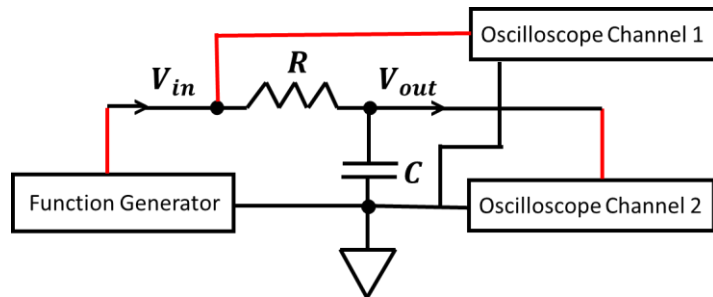 Oscilloscope Channel 1
V_in
R
V_out
C
Function Generator
Oscilloscope Channel 2